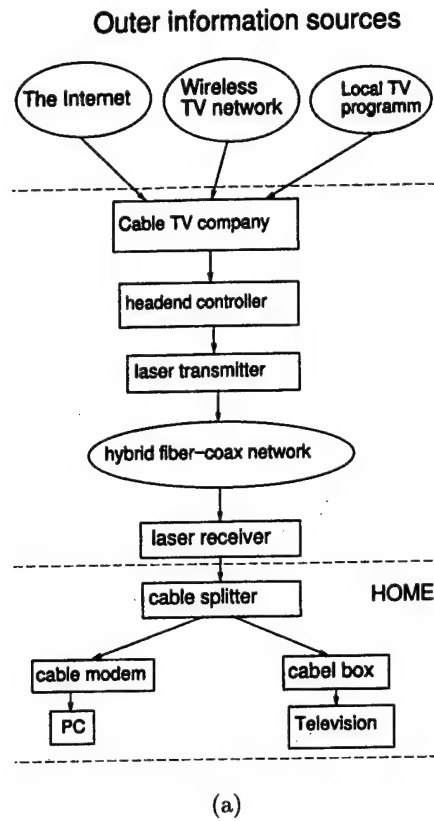 Outer information sources
The Internet
Wireless
TV network
Local TV
programm
Cable TV company
headend controller
laser transmitter
hybrid fiber-coax network
laser receiver
cable splitter
HOME
cable modem
cabel box
PC
Television
(a)